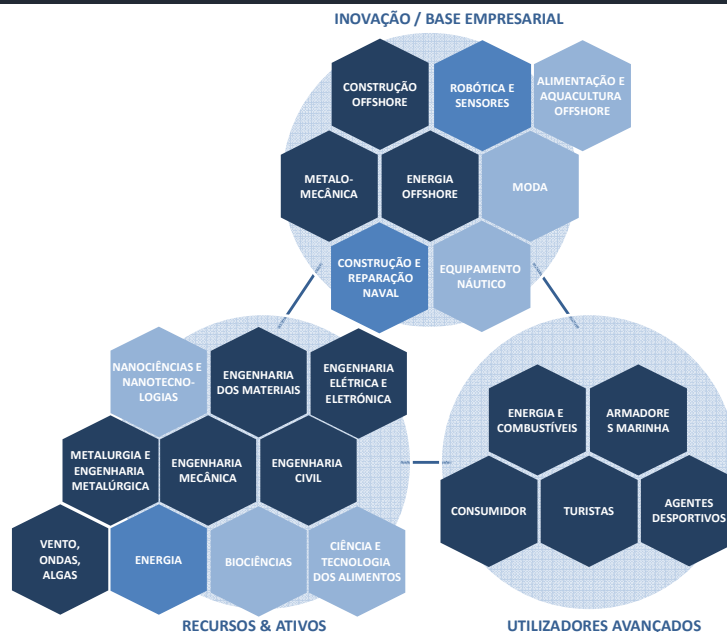 INOVAÇÃO / BASE EMPRESARIAL
CONSTRUÇÃO
OFFSHORE
ROBÓTICA E
SENSORES
ALIMENTAÇÃO E
AQUACULTURA
OFFSHORE
METALO-
MECÂNICA
ENERGIA
OFFSHORE
MODA
CONSTRUÇÃO E
REPARAÇÃO
NAVAL
EQUIPAMENTO
NÁUTICO
NANOCIÊNCIAS E
NANOTECNO-
LOGIAS
ENGENHARIA
DOS MATERIAIS
ENGENHARIA
ELÉTRICA E
ELETRÓNICA
METALURGIA E
ENGENHARIA
METALÚRGICA
ENGENHARIA
MECÂNICA
ENGENHARIA
CIVIL
VENTO,
ONDAS,
ALGAS
ENERGIA
BIOCIÊNCIAS
CIÊNCIA E
TECNOLOGIA
DOS ALIMENTOS
RECURSOS & ATIVOS
ENERGIA E
COMBUSTÍVEIS
ARMADORE
S MARINHA
CONSUMIDOR
TURISTAS
AGENTES
DESPORTIVOS
UTILIZADORES AVANÇADOS